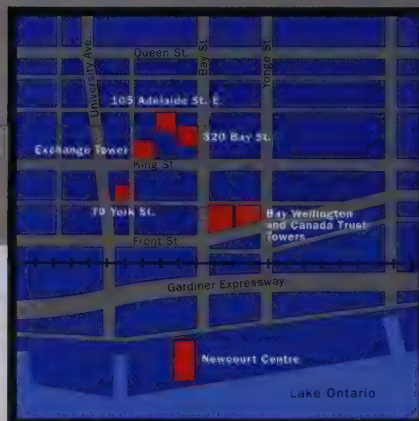 Queen St.
University Ave.
Bay St.
Yonge St.
105 Adelaide St. E.
320 Bay St.
Exchange Tower
King St.
79 York St.
Bay Wellington
and Canada Trust
Towers
Front St.
Gardiner Expressway
Newcourt Centre
Lake Ontario